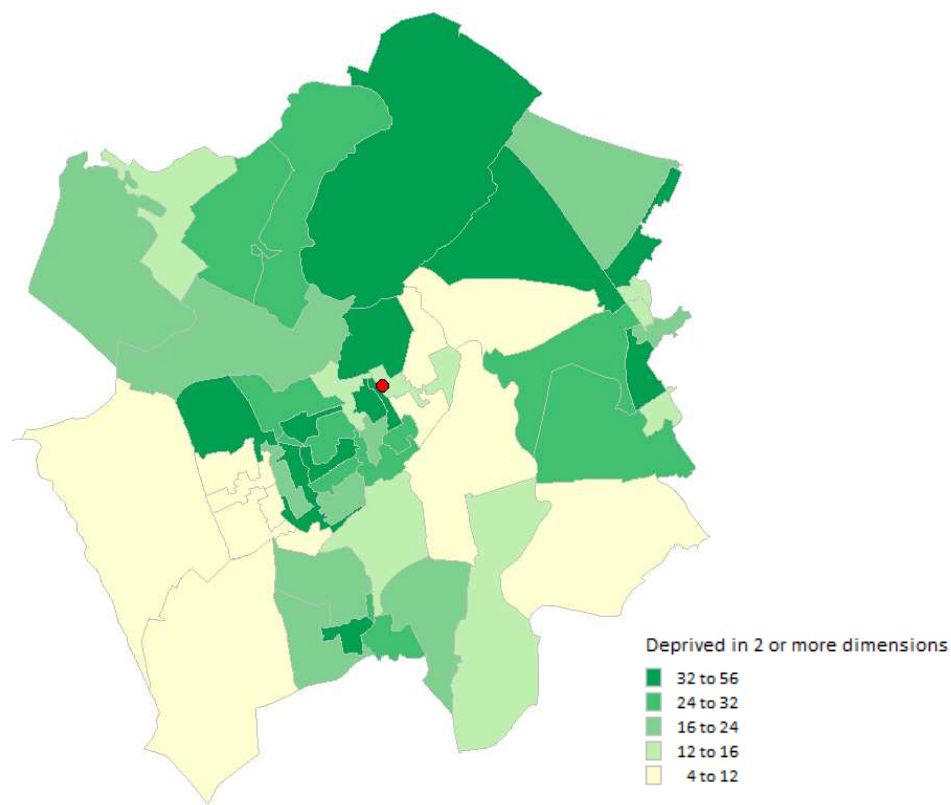 Deprived in 2 or more dimensions
32 to 56
24 to 32
16 to 24
12 to 16
4 to 12